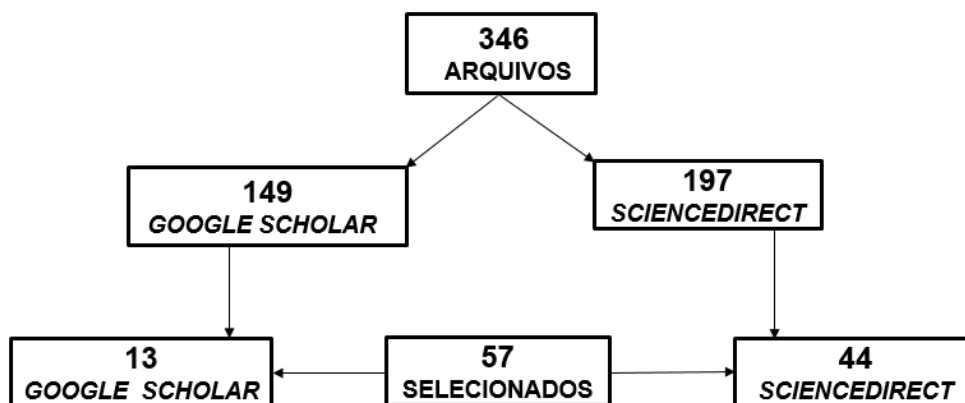 346
ARQUIVOS
149
GOOGLE SCHOLAR
197
SCIENCEDIRECT
13
GOOGLE SCHOLAR
57
SELECIONADOS
44
SCIENCEDIRECT